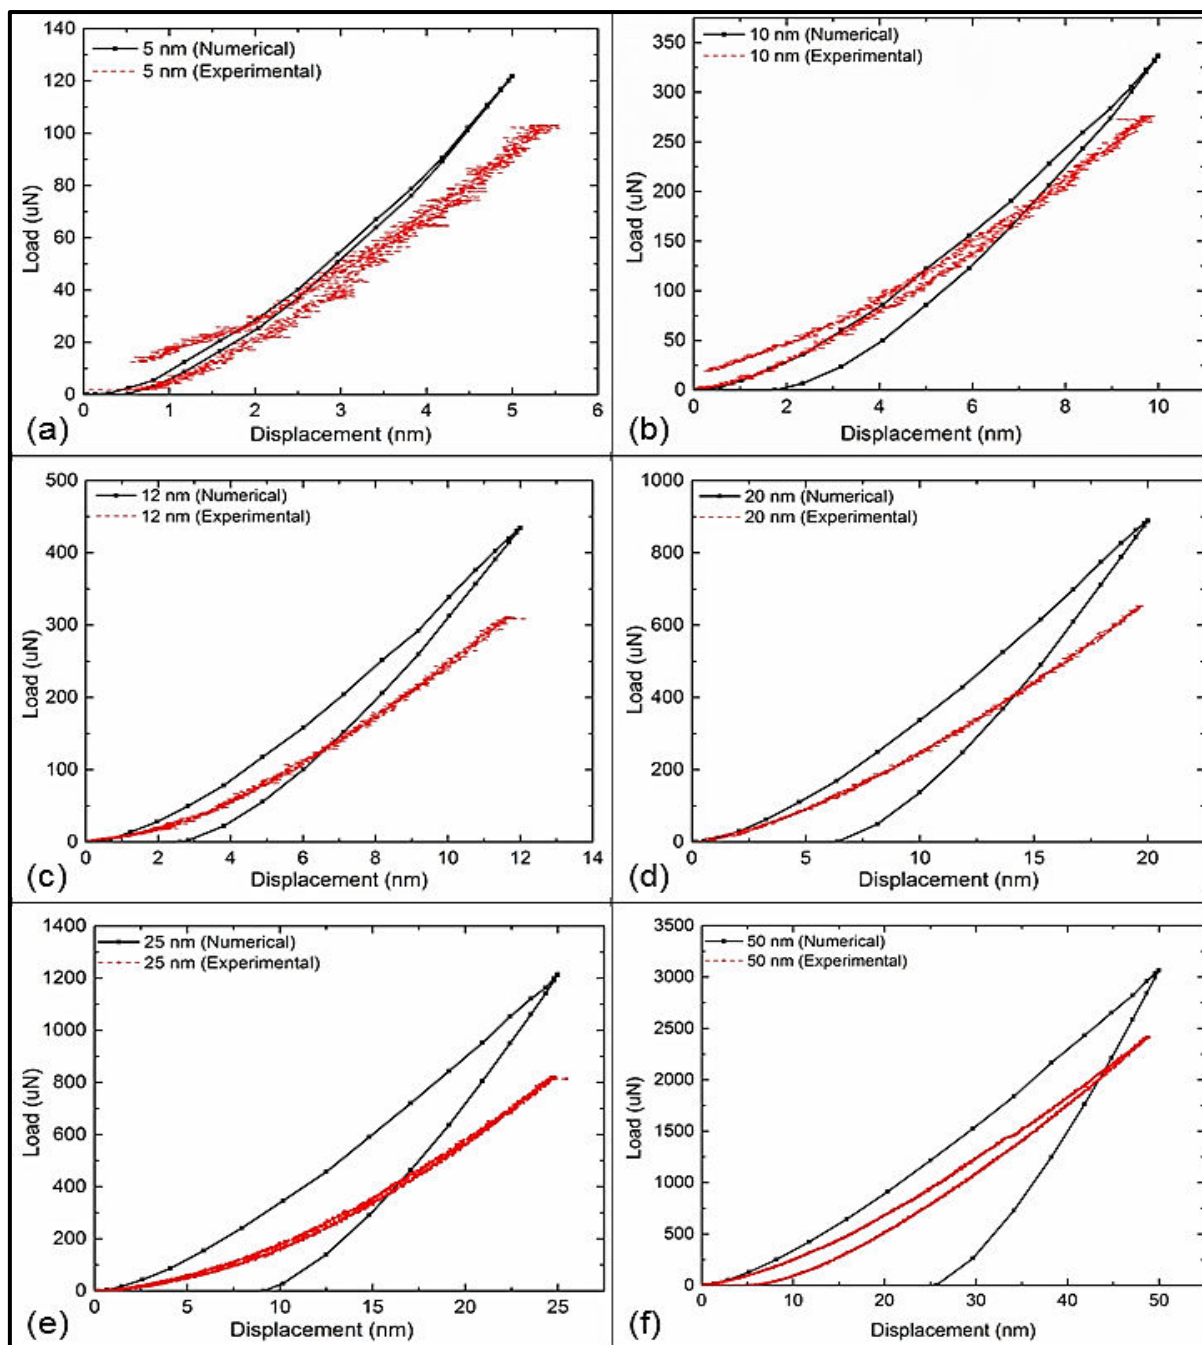 140
120
100
80
60
40
20
0
Load (uN)
5 nm (Numerical)
5 nm (Experimental)
0 1 2 3 4 5 6
(a) Displacement (nm)
350
300
250
200
150
100
50
0
Load (uN)
10 nm (Numerical)
10 nm (Experimental)
0 2 4 6 8 10
(b) Displacement (nm)
500
400
300
200
100
0
Load (uN)
12 nm (Numerical)
12 nm (Experimental)
0 2 4 6 8 10 12 14
(c) Displacement (nm)
1000
800
600
400
200
0
Load (uN)
20 nm (Numerical)
20 nm (Experimental)
0 5 10 15 20
(d) Displacement (nm)
1400
1200
1000
800
600
400
200
0
Load (uN)
25 nm (Numerical)
25 nm (Experimental)
0 5 10 15 20 25
(e) Displacement (nm)
3500
3000
2500
2000
1500
1000
500
0
Load (uN)
50 nm (Numerical)
50 nm (Experimental)
0 10 20 30 40 50
(f) Displacement (nm)